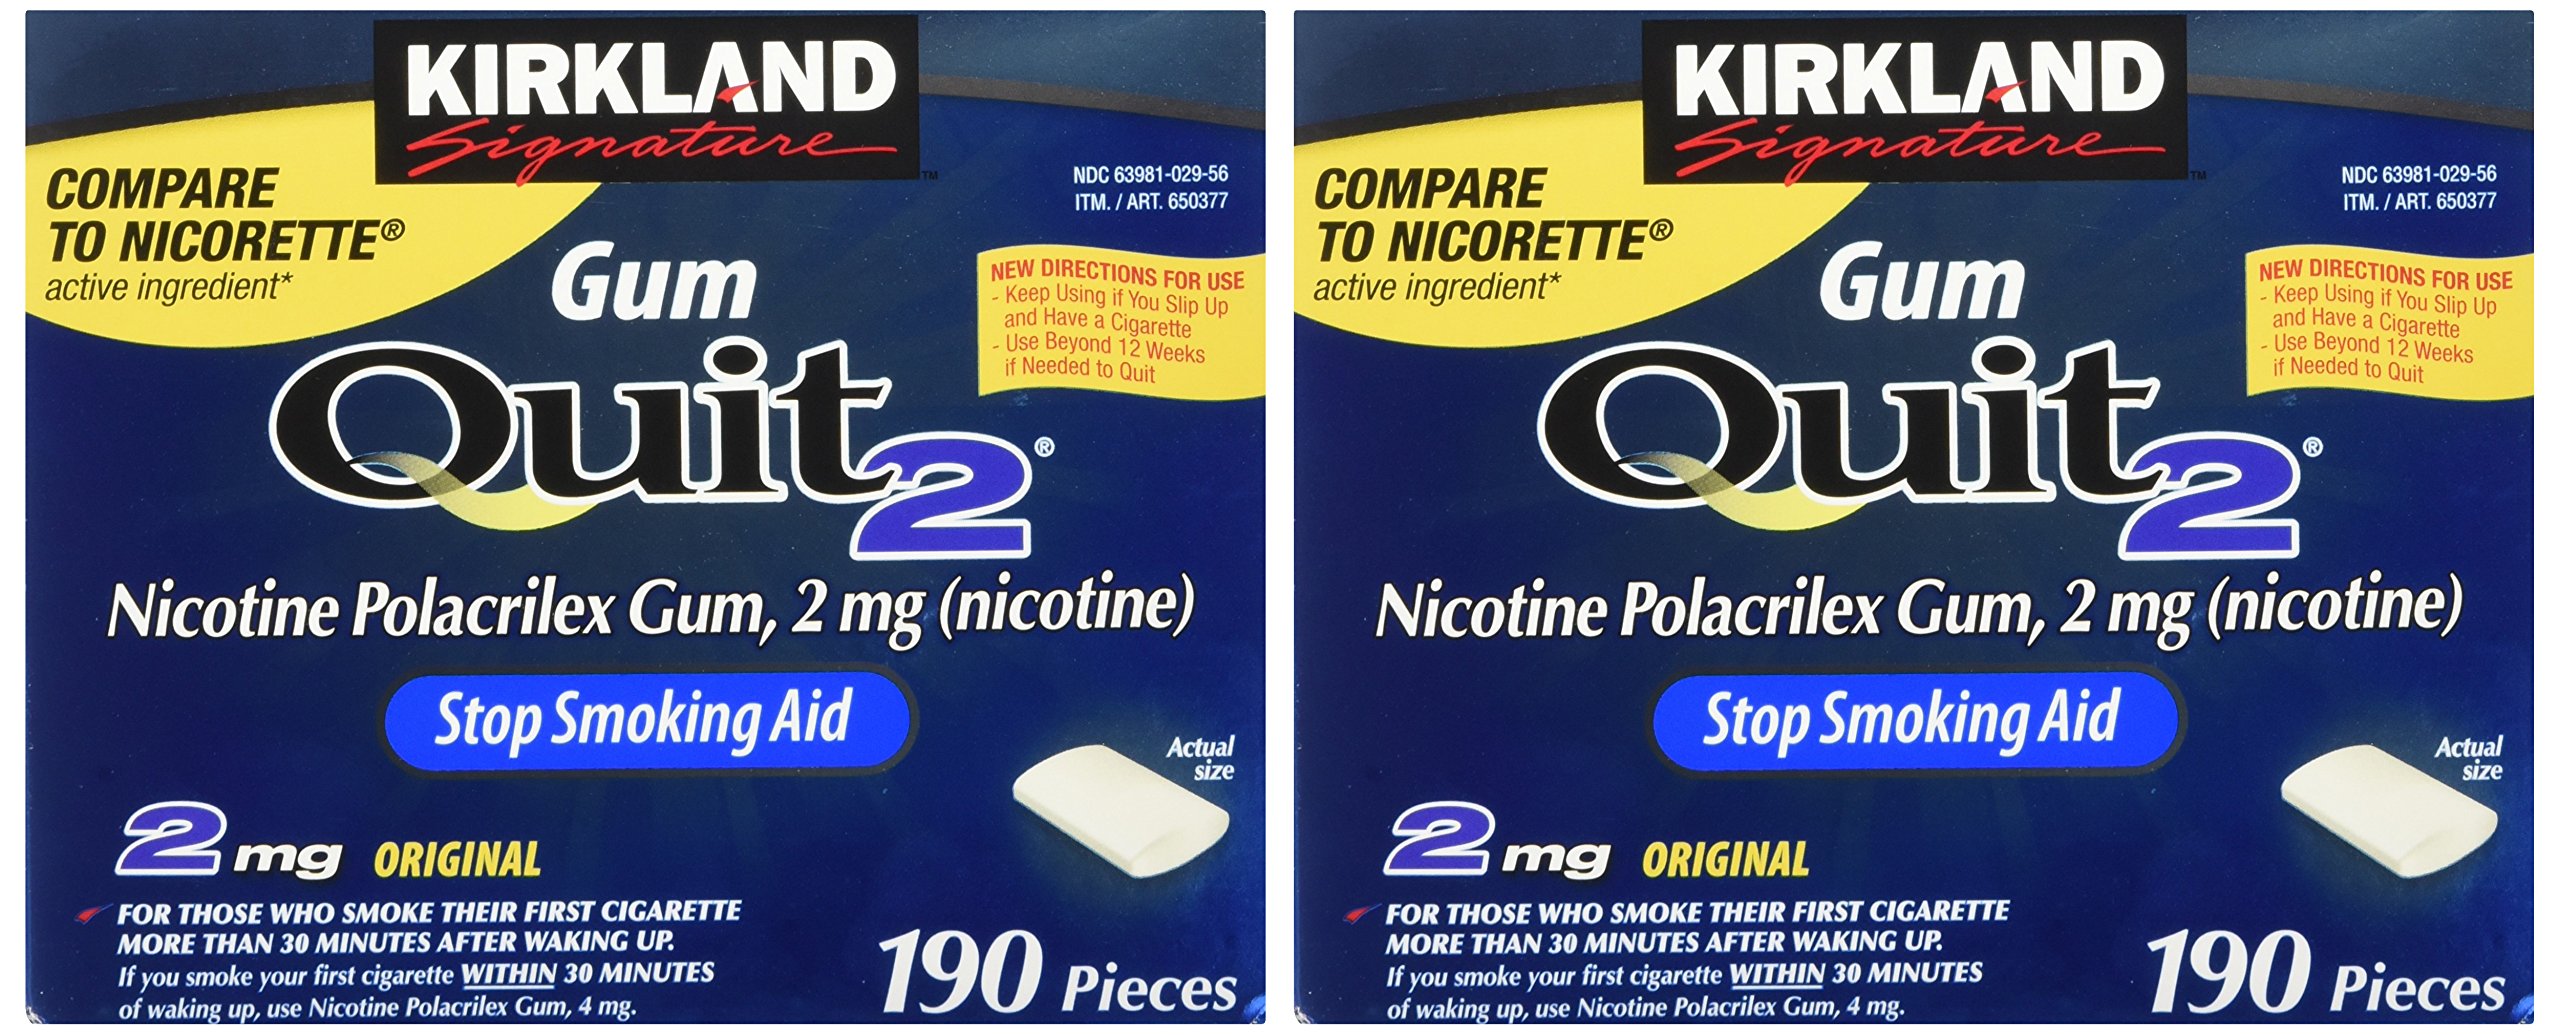 KIRKLAND
Signature™
COMPARE
TO NICORETTE®
active ingredient*
NDC 63981-029-56
ITM. / ART. 650377
Gum
NEW DIRECTIONS FOR USE
- Keep Using if You Slip Up
and Have a Cigarette
- Use Beyond 12 Weeks
if Needed to Quit
Quit2®
Nicotine Polacrilex Gum, 2 mg (nicotine)
Stop Smoking Aid
Actual
size
2 mg ORIGINAL
FOR THOSE WHO SMOKE THEIR FIRST CIGARETTE
MORE THAN 30 MINUTES AFTER WAKING UP.
If you smoke your first cigarette WITHIN 30 MINUTES
of waking up, use Nicotine Polacrilex Gum, 4 mg.
190 Pieces
KIRKLAND
Signature™
COMPARE
TO NICORETTE®
active ingredient*
NDC 63981-029-56
ITM. / ART. 650377
Gum
NEW DIRECTIONS FOR USE
- Keep Using if You Slip Up
and Have a Cigarette
- Use Beyond 12 Weeks
if Needed to Quit
Quit2®
Nicotine Polacrilex Gum, 2 mg (nicotine)
Stop Smoking Aid
Actual
size
2 mg ORIGINAL
FOR THOSE WHO SMOKE THEIR FIRST CIGARETTE
MORE THAN 30 MINUTES AFTER WAKING UP.
If you smoke your first cigarette WITHIN 30 MINUTES
of waking up, use Nicotine Polacrilex Gum, 4 mg.
190 Pieces